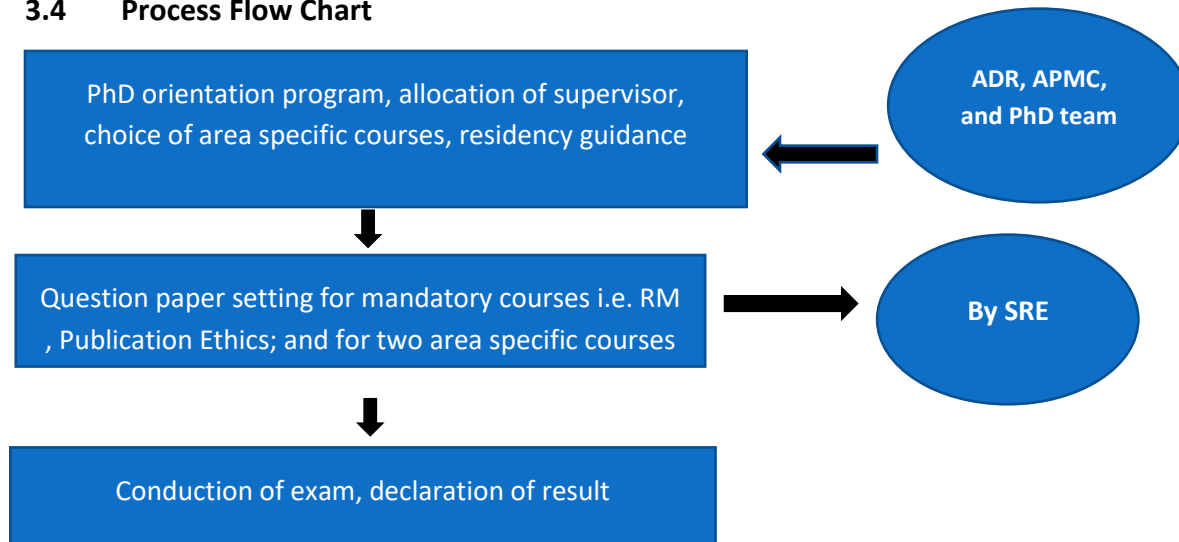 3.4 Process Flow Chart
PhD orientation program, allocation of supervisor,
choice of area specific courses, residency guidance
ADR, APMC,
and PhD team
Question paper setting for mandatory courses i.e. RM
, Publication Ethics; and for two area specific courses
By SRE
Conduction of exam, declaration of result